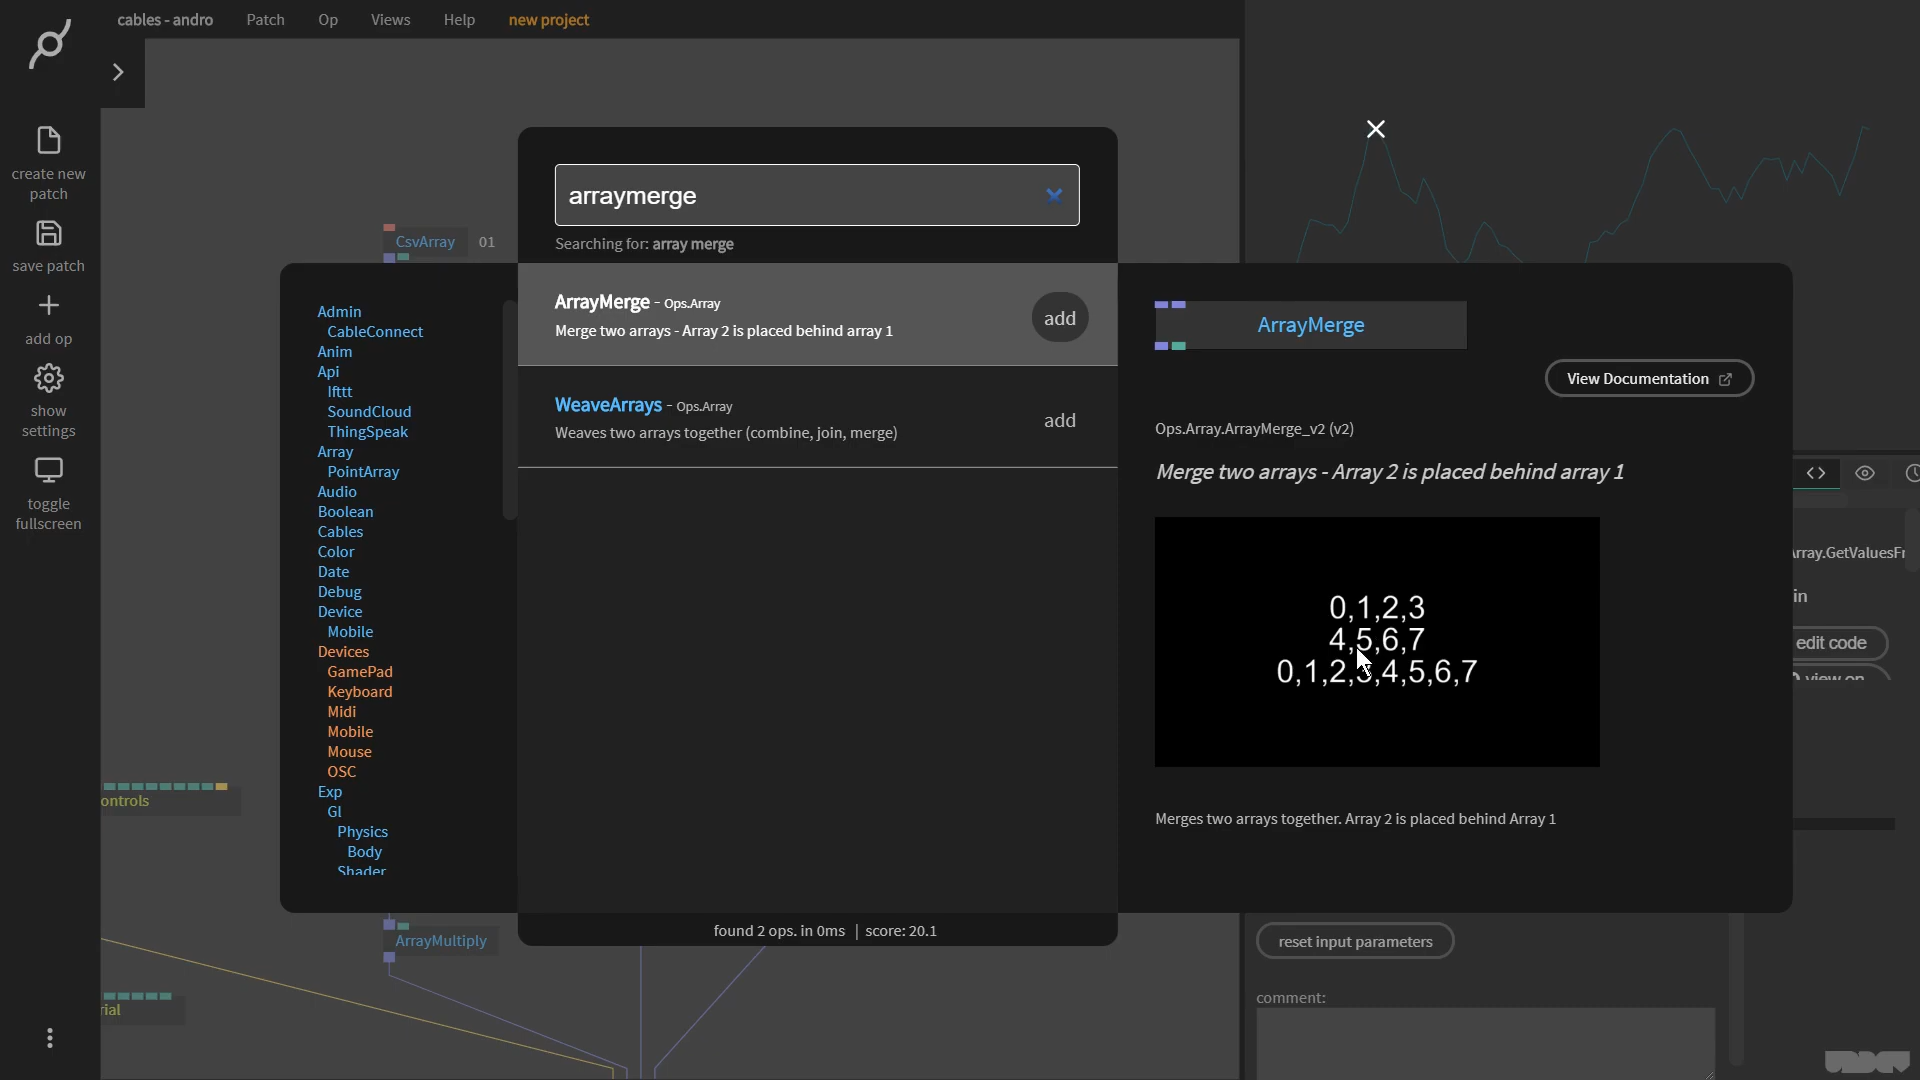 cables - andro
Patch
Op
Views
Help
new project
create new
patch
save patch
add op
show
settings
toggle
fullscreen
CsvArray
01
arraymerge
Searching for: array merge
Admin
CableConnect
Anim
Api
Ifttt
SoundCloud
ThingSpeak
Array
PointArray
Audio
Boolean
Cables
Color
Date
Debug
Device
Mobile
Devices
GamePad
Keyboard
Midi
Mobile
Mouse
OSC
Exp
Gl
Physics
Body
Shader
ArrayMerge - Ops.Array
Merge two arrays - Array 2 is placed behind array 1
add
WeaveArrays - Ops.Array
Weaves two arrays together (combine, join, merge)
add
found 2 ops. in 0ms | score: 20.1
ArrayMerge
View Documentation
Ops.Array.ArrayMerge_v2 (v2)
Merge two arrays - Array 2 is placed behind array 1
0,1,2,3
4,5,6,7
0,1,2,3,4,5,6,7
Merges two arrays together. Array 2 is placed behind Array 1
rray.GetValuesFr
in
edit code
view on
ontrols
ArrayMultiply
rial
reset input parameters
comment: